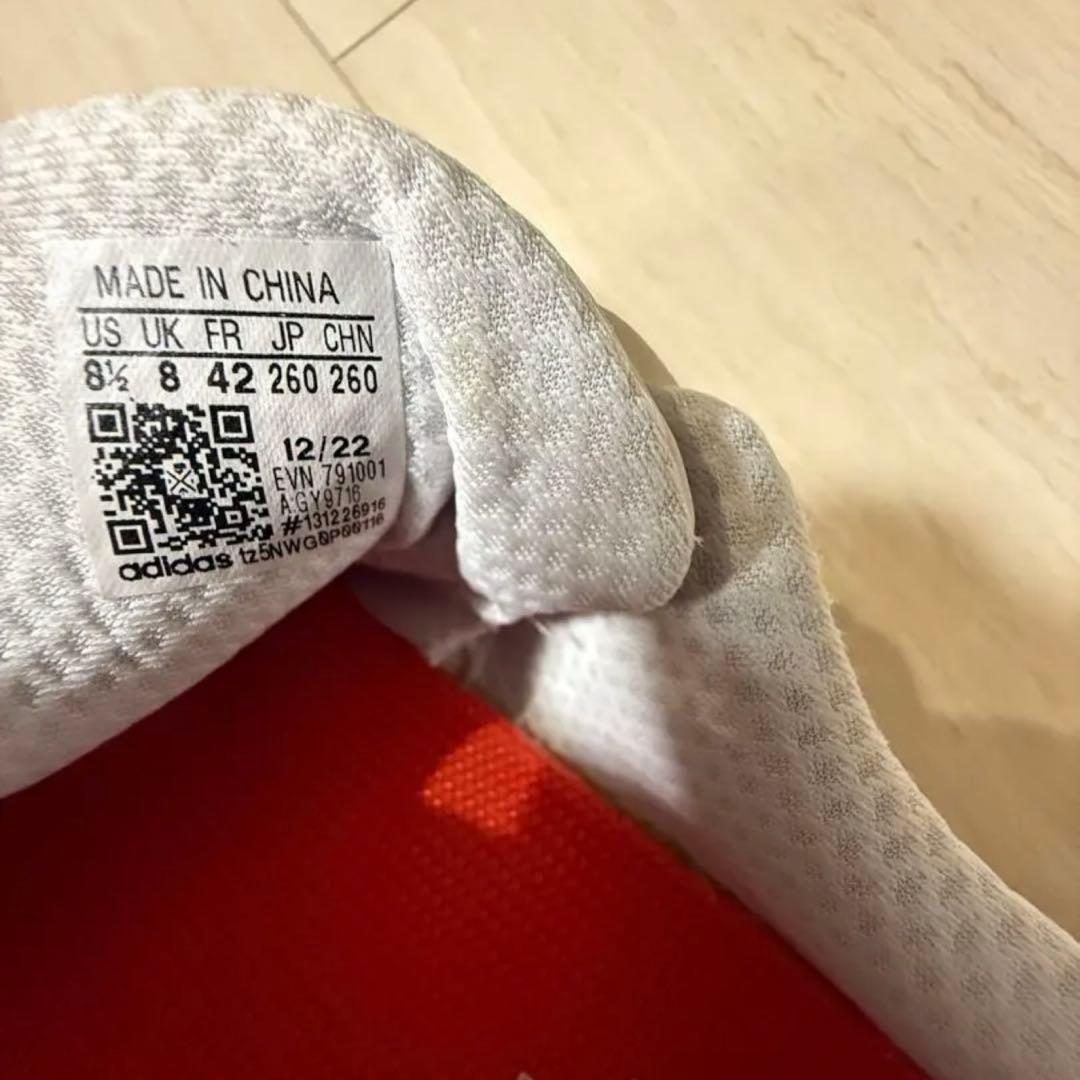 MADE IN CHINA
US UK FR JP CHN
8½ 8 42 260 260
12/22
EVN 791001
A.GY9716
#131226916
adidas tz5NWG0P00116